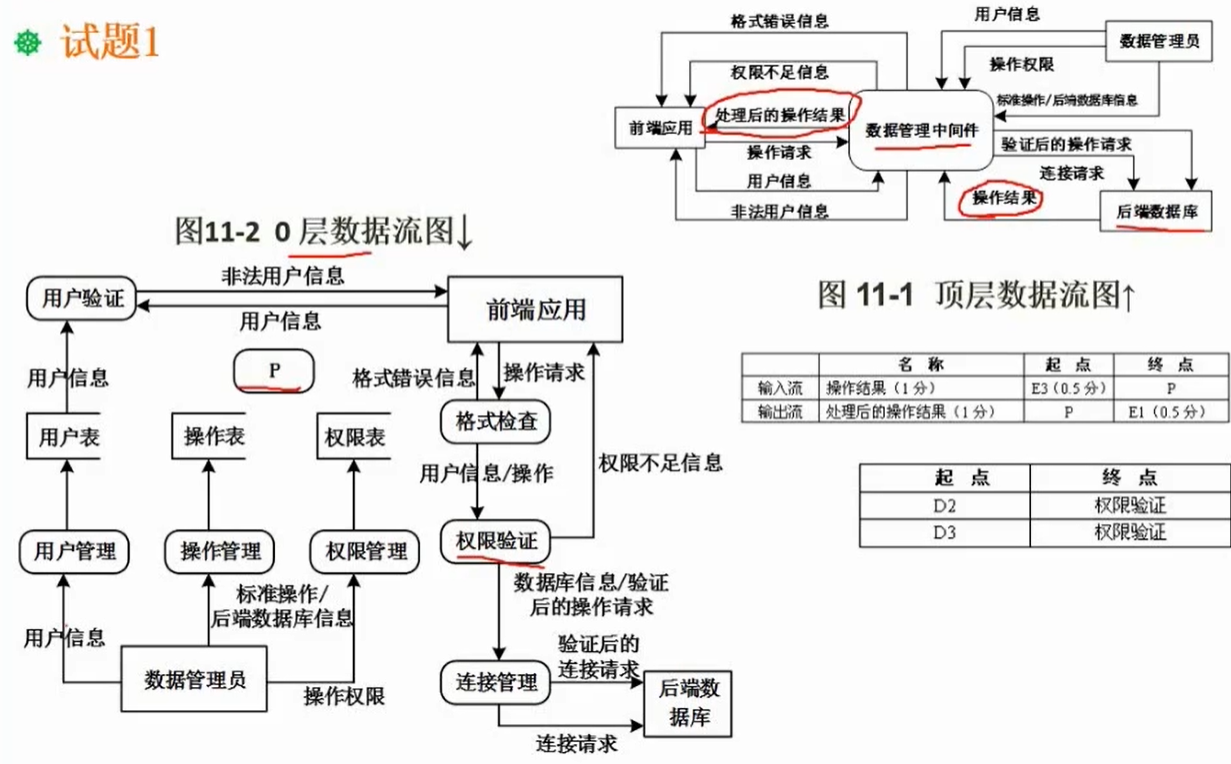 试题1
格式错误信息
用户信息
数据管理员
权限不足信息
操作权限
标准操作/后端数据库信息
处理后的操作结果
前端应用
数据管理中间件
验证后的操作请求
操作请求
连接请求
用户信息
操作结果
非法用户信息
后端数据库
图 11-1 顶层数据流图↑
图11-2 0 层数据流图↓
非法用户信息
用户验证
前端应用
用户信息
P
用户信息
格式错误信息
操作请求
格式检查
用户表
操作表
权限表
用户信息/操作
权限不足信息
用户管理
操作管理
权限管理
权限验证
标准操作/
后端数据库信息
数据库信息/验证
后的操作请求
用户信息
数据管理员
操作权限
验证后的
连接请求
连接管理
后端数
据库
连接请求
名 称 起 点 终 点
输入流 操作结果（1 分） E3（0.5 分） P
输出流 处理后的操作结果（1 分） P E1（0.5 分）
起 点 终 点
D2 权限验证
D3 权限验证